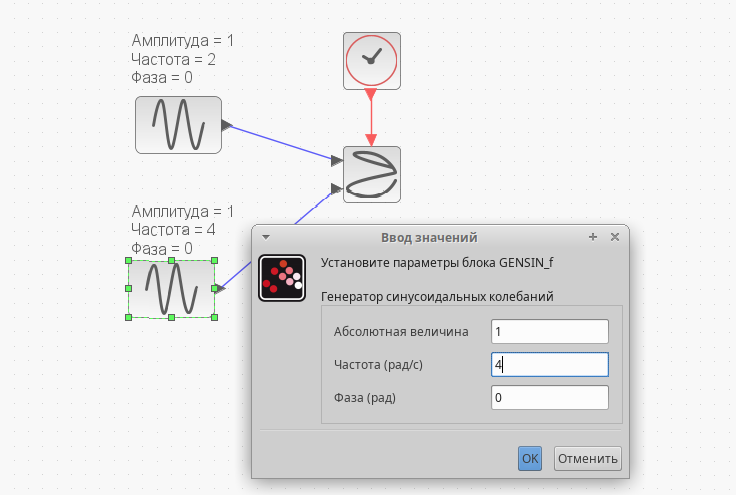 Амплитуда = 1
Частота = 2
Фаза = 0
Амплитуда = 1
Частота = 4
Фаза = 0
Ввод значений
Установите параметры блока GENSIN_f
Генератор синусоидальных колебаний
Абсолютная величина 1
Частота (рад/с) 4
Фаза (рад) 0
OK Отменить